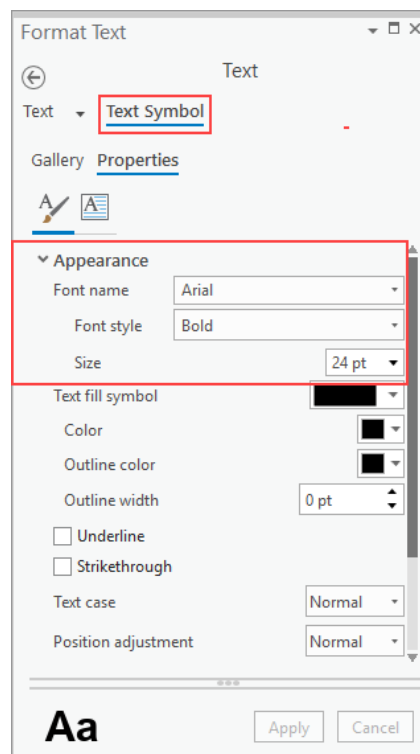 Format Text
Text
Text Text Symbol
Gallery Properties
A A
Appearance
Font name Arial
Font style Bold
Size 24 pt
Text fill symbol
Color
Outline color
Outline width 0 pt
Underline
Strikethrough
Text case Normal
Position adjustment Normal
Aa Apply Cancel